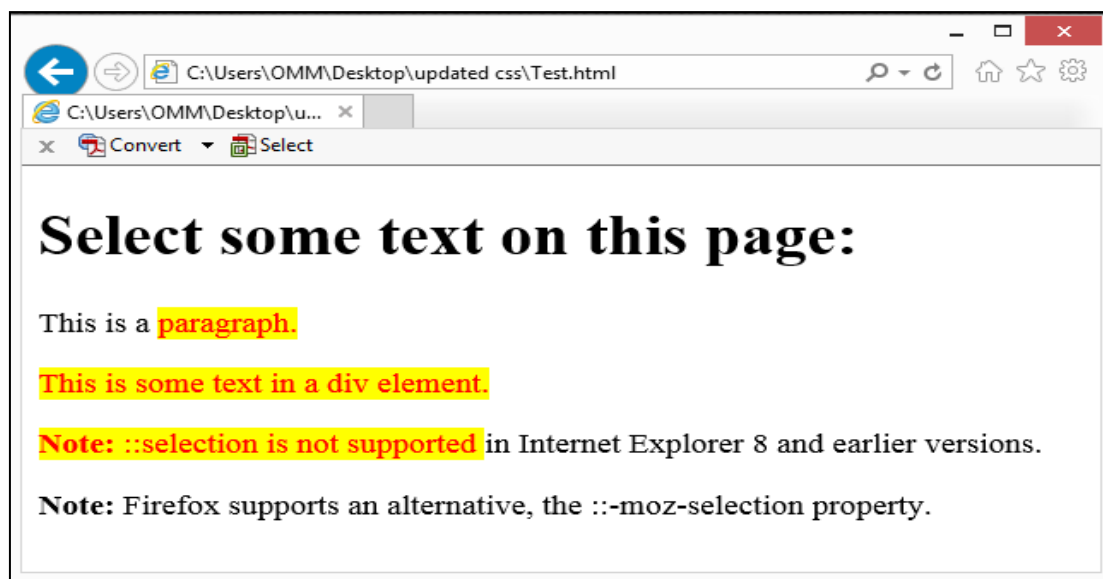 C:\Users\OMM\Desktop\updated css\Test.html
C:\Users\OMM\Desktop\u...
Convert Select
Select some text on this page:
This is a paragraph.
This is some text in a div element.
Note: ::selection is not supported in Internet Explorer 8 and earlier versions.
Note: Firefox supports an alternative, the ::-moz-selection property.